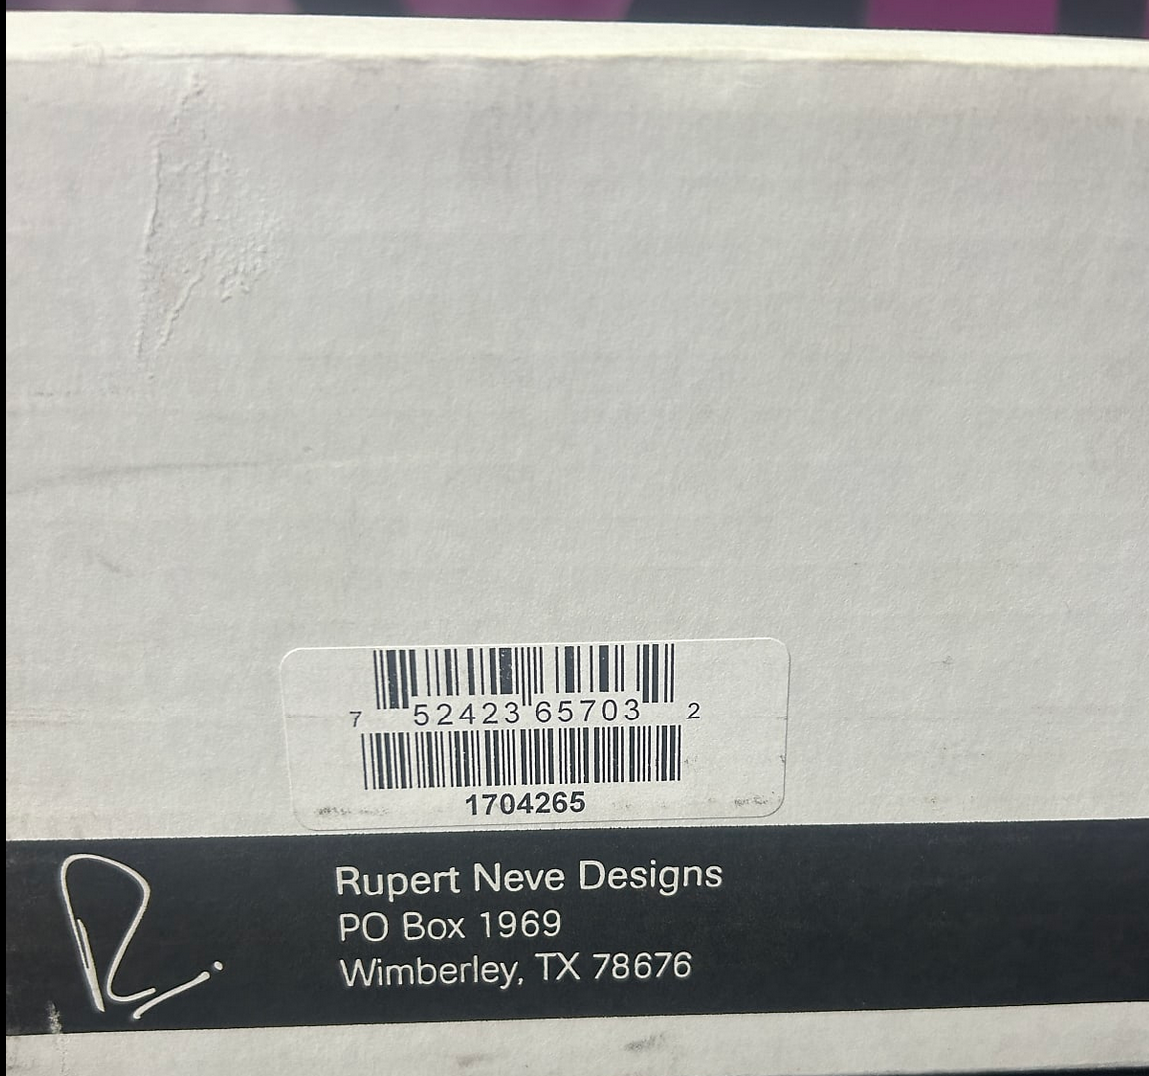 7 52423 65703 2
1704265
Rupert Neve Designs
PO Box 1969
Wimberley, TX 78676